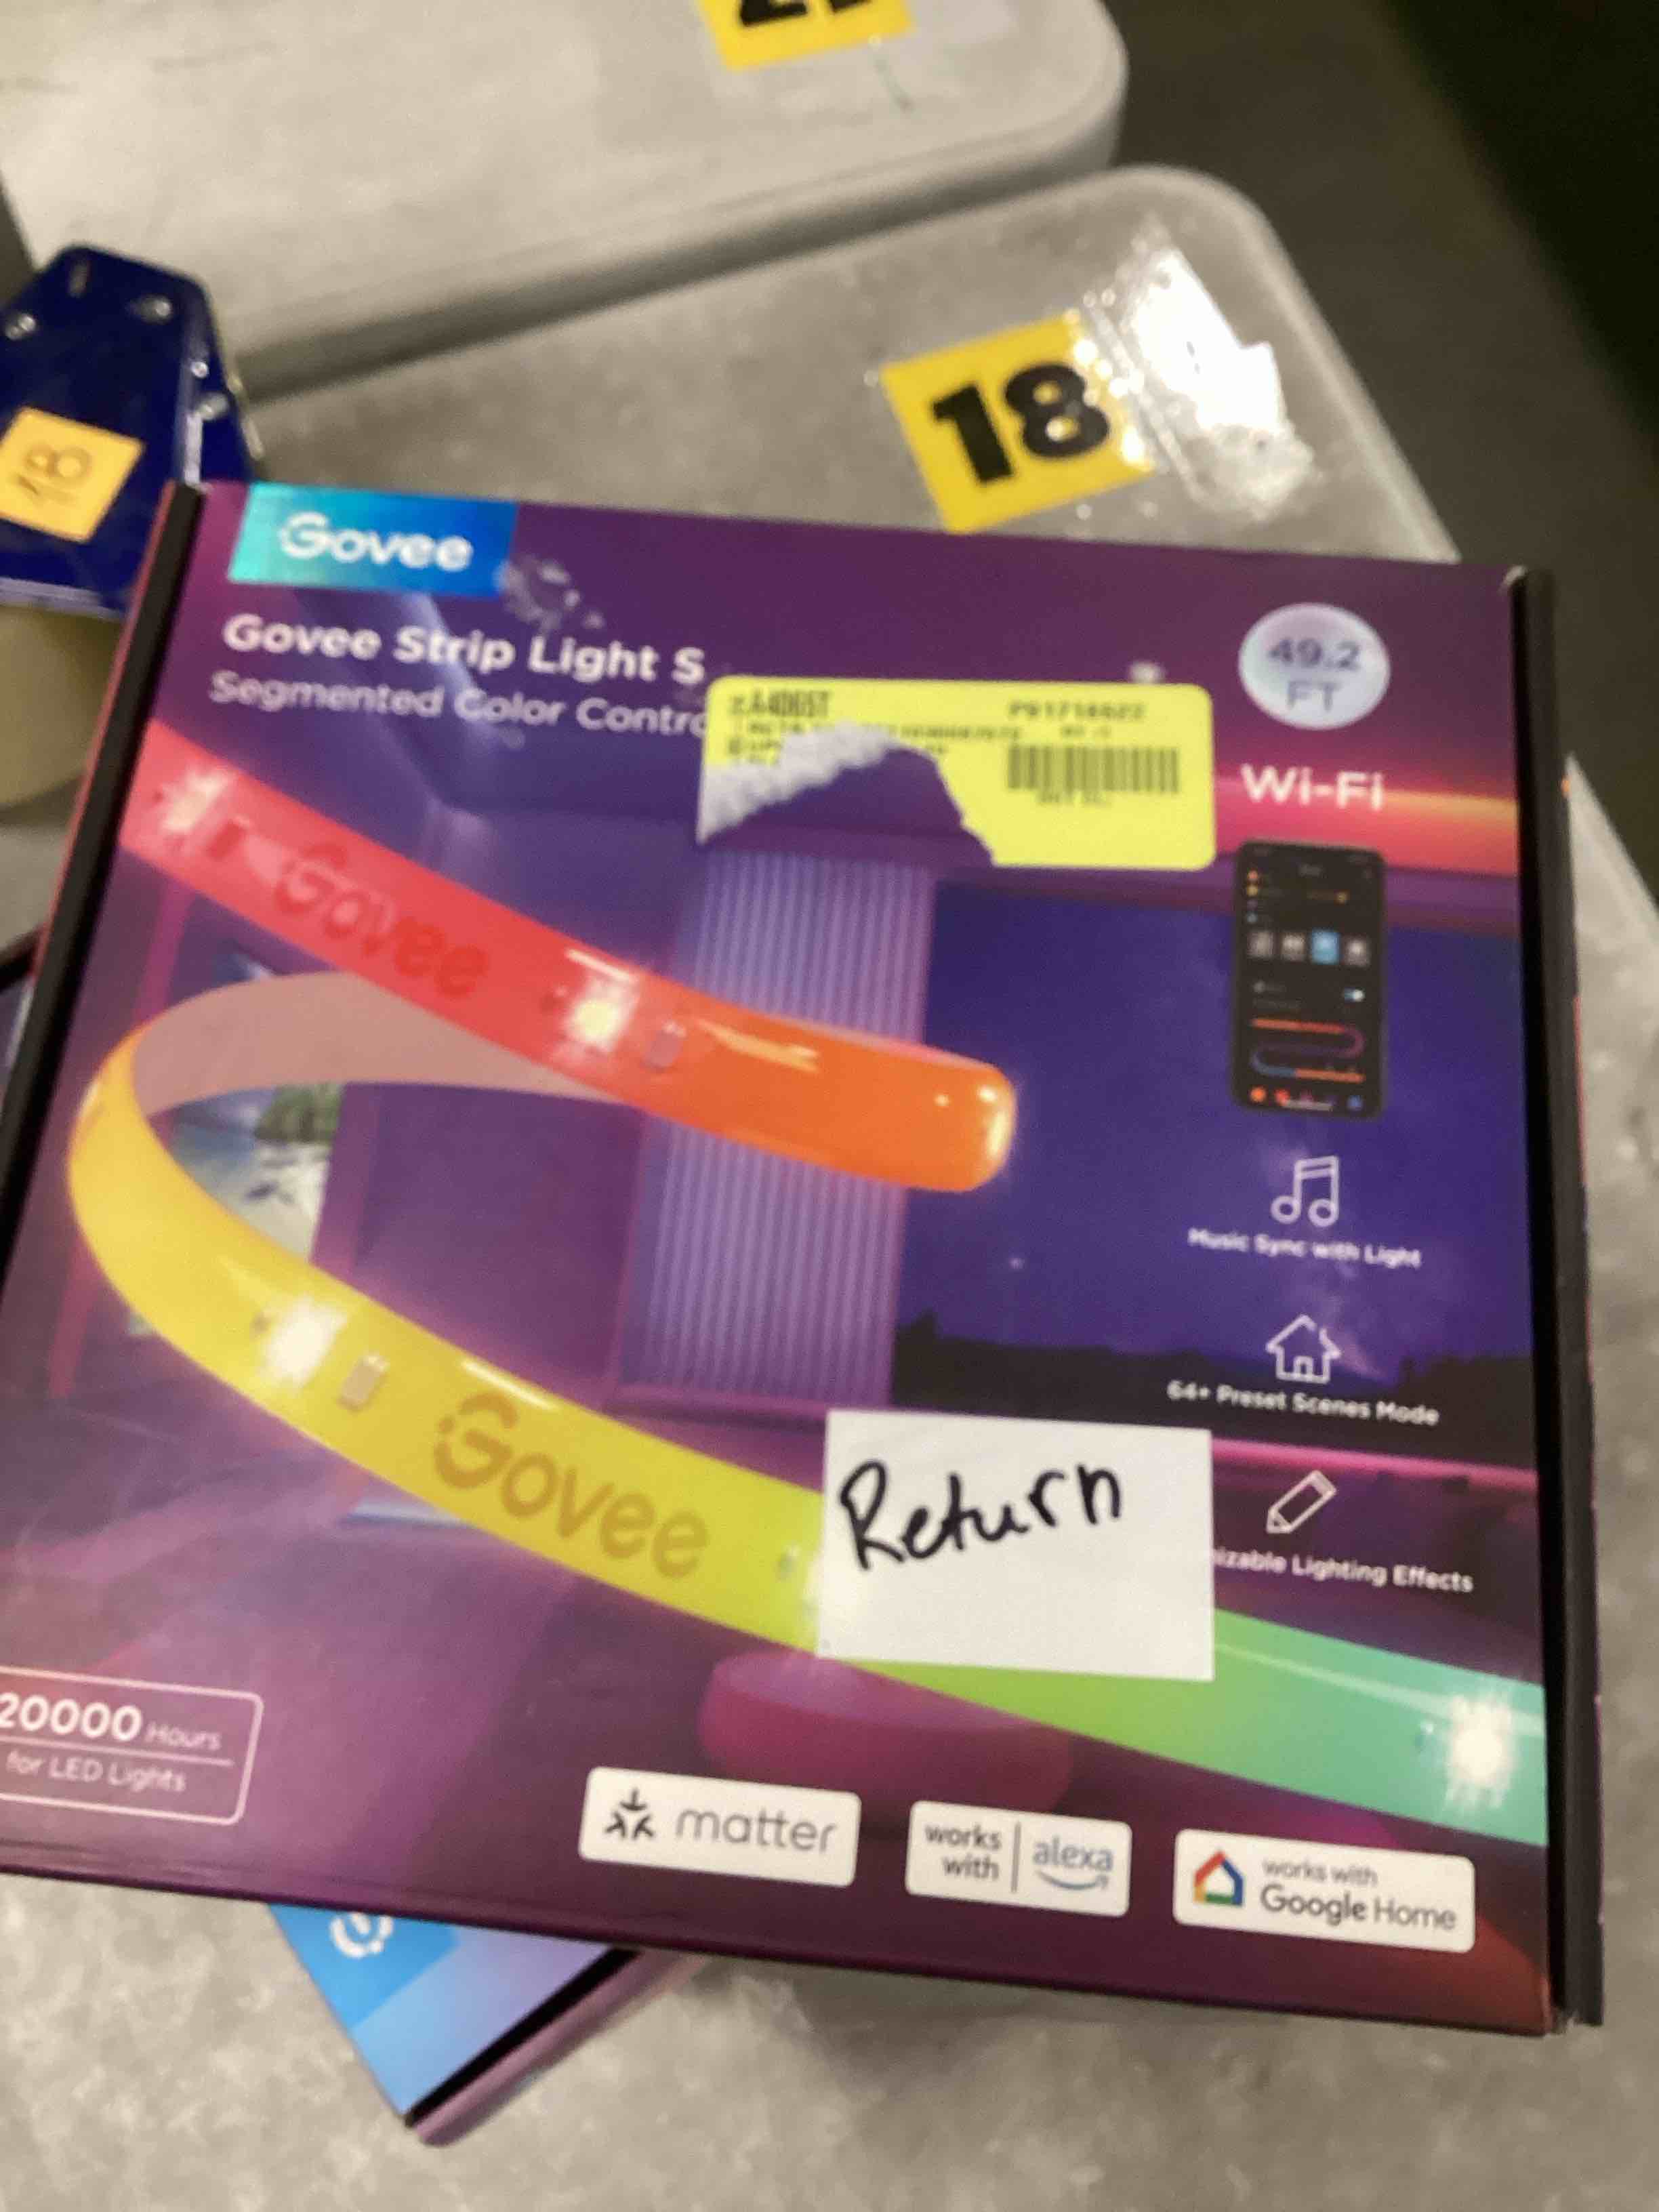 18
18
Govee
Govee Strip Light S
Segmented Color Contro
49.2
FT
Wi-Fi
Govee
Music Sync with Light
64+ Preset Scenes Mode
Govee
Return
izable Lighting Effects
20000 Hours
for LED Lights
matter
works with alexa
works with
Google Home